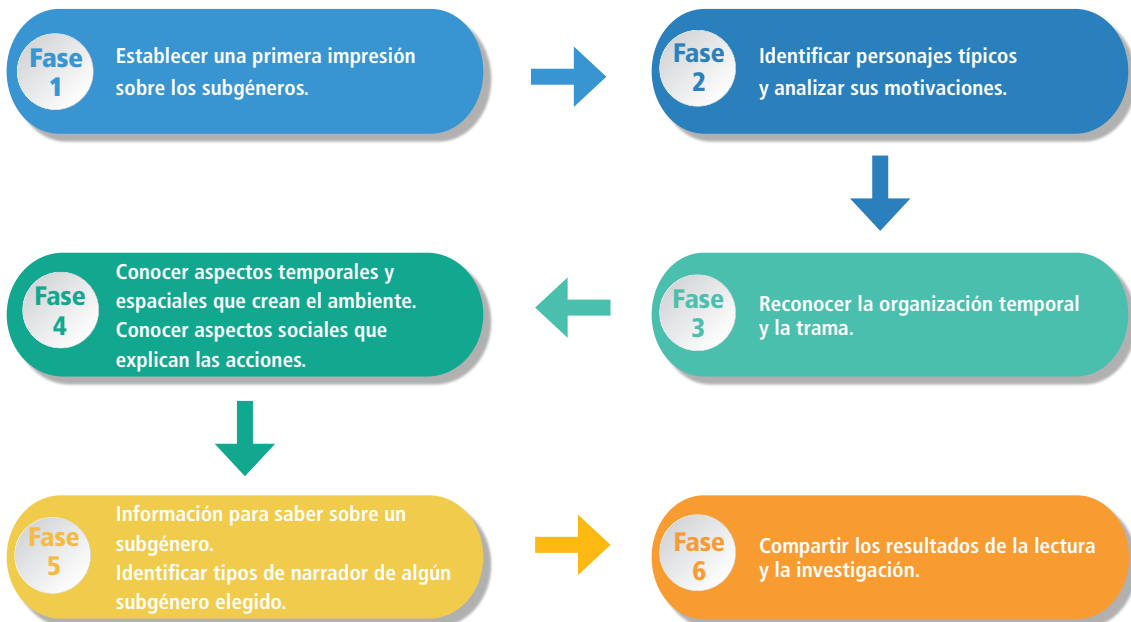 Fase
1
Establecer una primera impresión
sobre los subgéneros.
Fase
2
Identificar personajes típicos
y analizar sus motivaciones.
Fase
3
Reconocer la organización temporal
y la trama.
Fase
4
Conocer aspectos temporales y
espaciales que crean el ambiente.
Conocer aspectos sociales que
explican las acciones.
Fase
5
Información para saber sobre un
subgénero.
Identificar tipos de narrador de algún
subgénero elegido.
Fase
6
Compartir los resultados de la lectura
y la investigación.